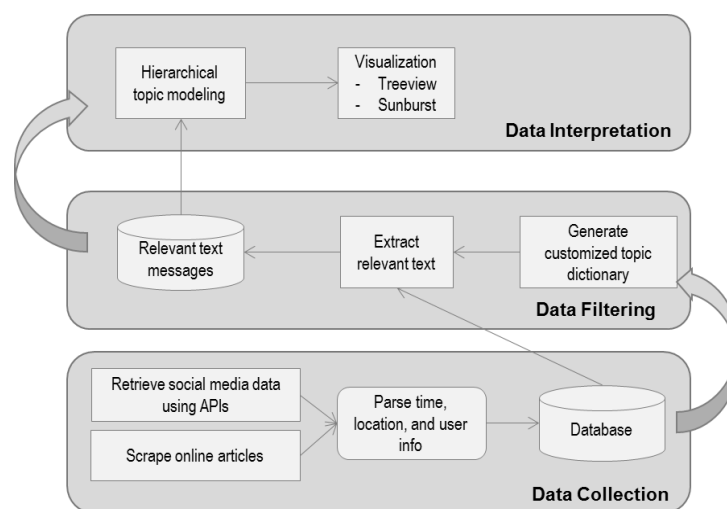 Hierarchical
topic modeling
Visualization
- Treeview
- Sunburst
Data Interpretation
Relevant text
messages
Extract
relevant text
Generate
customized topic
dictionary
Data Filtering
Retrieve social media data
using APIs
Scrape online articles
Parse time,
location, and user
info
Database
Data Collection